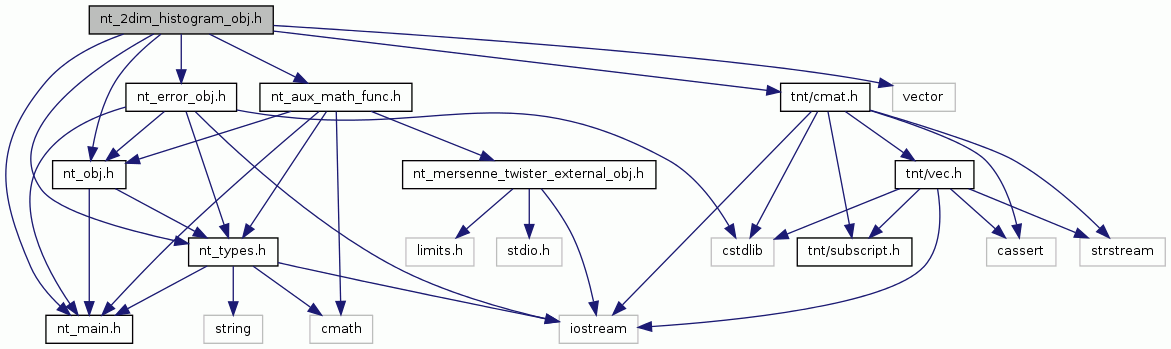 nt_2dim_histogram_obj.h
nt_error_obj.h
nt_aux_math_func.h
tnt/cmat.h
vector
nt_obj.h
nt_mersenne_twister_external_obj.h
tnt/vec.h
nt_types.h
limits.h
stdio.h
cstdlib
tnt/subscript.h
cassert
strstream
nt_main.h
string
cmath
iostream